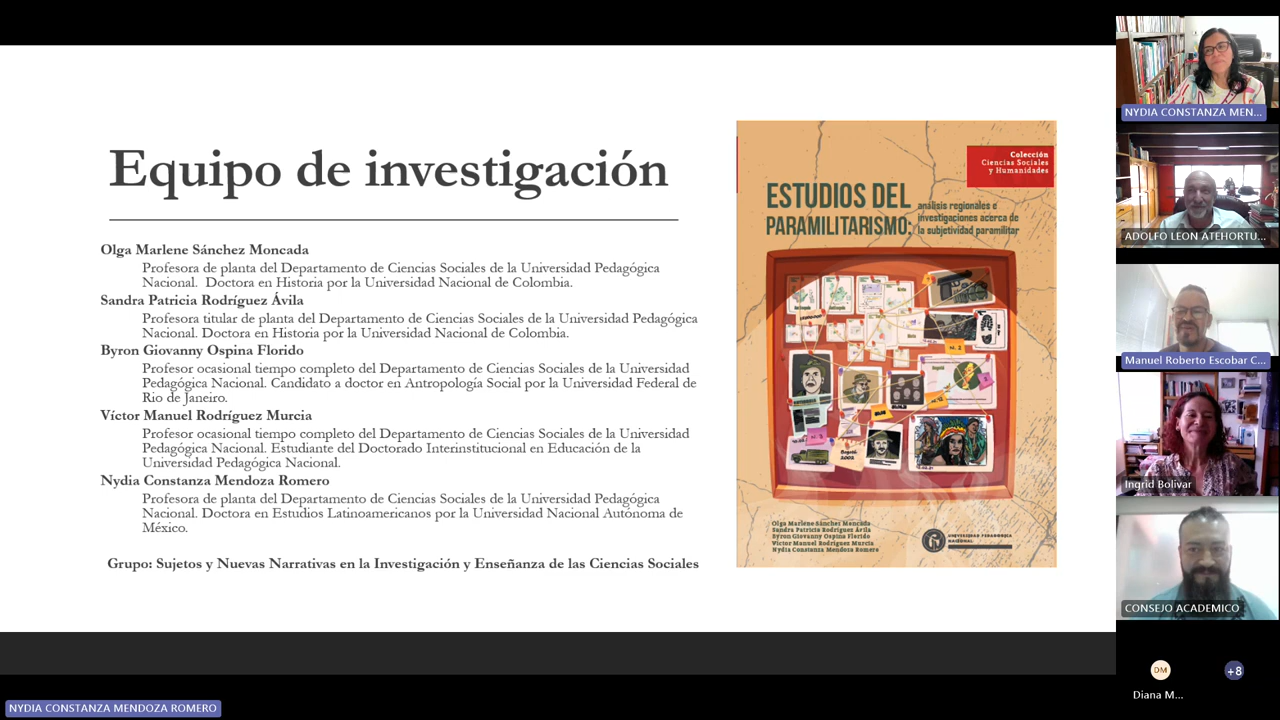 Equipo de investigación
Olga Marlene Sánchez Moncada
Profesora de planta del Departamento de Ciencias Sociales de la Universidad Pedagógica
Nacional. Doctora en Historia por la Universidad Nacional de Colombia.
Sandra Patricia Rodríguez Ávila
Profesora titular de planta del Departamento de Ciencias Sociales de la Universidad Pedagógica
Nacional. Doctora en Historia por la Universidad Nacional de Colombia.
Byron Giovanny Ospina Florido
Profesor ocasional tiempo completo del Departamento de Ciencias Sociales de la Universidad
Pedagógica Nacional. Candidato a doctor en Antropología Social por la Universidad Federal de
Rio de Janeiro.
Víctor Manuel Rodríguez Murcia
Profesor ocasional tiempo completo del Departamento de Ciencias Sociales de la Universidad
Pedagógica Nacional. Estudiante del Doctorado Interinstitucional en Educación de la
Universidad Pedagógica Nacional.
Nydia Constanza Mendoza Romero
Profesora de planta del Departamento de Ciencias Sociales de la Universidad Pedagógica
Nacional. Doctora en Estudios Latinoamericanos por la Universidad Nacional Autónoma de
México.
Grupo: Sujetos y Nuevas Narrativas en la Investigación y Enseñanza de las Ciencias Sociales
Colección
Ciencias Sociales
y Humanidades
ESTUDIOS DEL
PARAMILITARISMO:
análisis regionales e
investigaciones acerca de
la subjetividad paramilitar
Bogotá
2002
Olga Marlene Sánchez Moncada
Sandra Patricia Rodríguez Ávila
Byron Giovanny Ospina Florido
Víctor Manuel Rodríguez Murcia
Nydia Constanza Mendoza Romero
UNIVERSIDAD PEDAGÓGICA
NACIONAL
NYDIA CONSTANZA MEN...
ADOLFO LEON ATEHORTU...
Manuel Roberto Escobar C...
Ingrid Bolivar
CONSEJO ACADEMICO
DM
+8
Diana M...
NYDIA CONSTANZA MENDOZA ROMERO